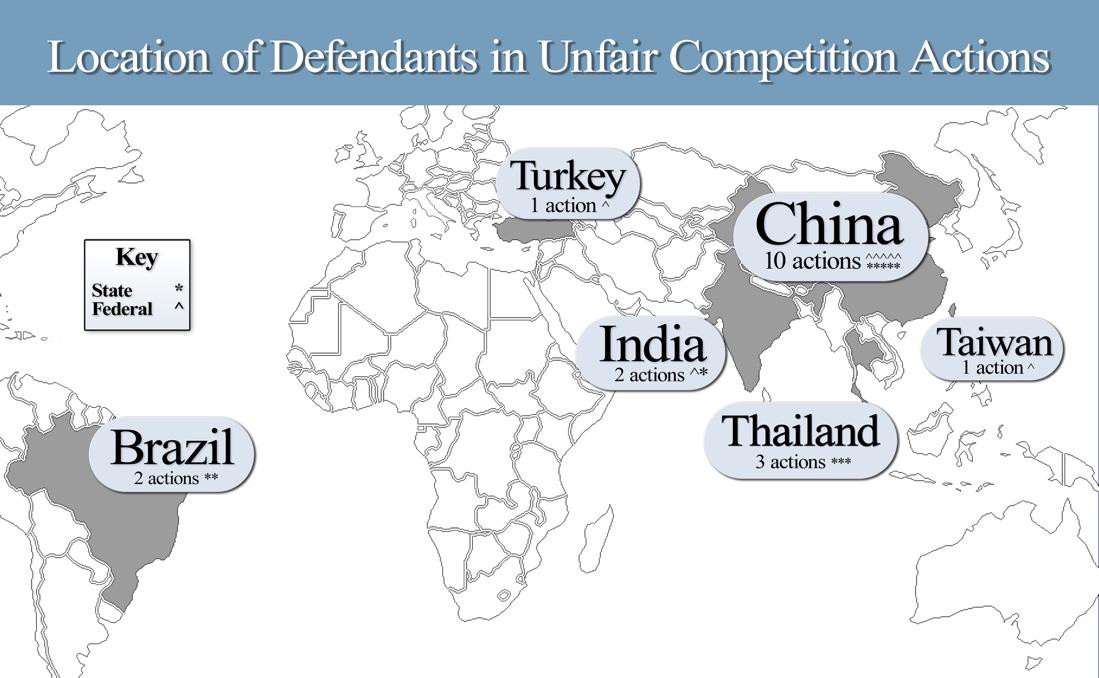 Location of Defendants in Unfair Competition Actions
Turkey
1 action ^
China
10 actions ^^^^^
*****
Key
State *
Federal ^
India
2 actions ^*
Taiwan
1 action ^
Brazil
2 actions **
Thailand
3 actions ***